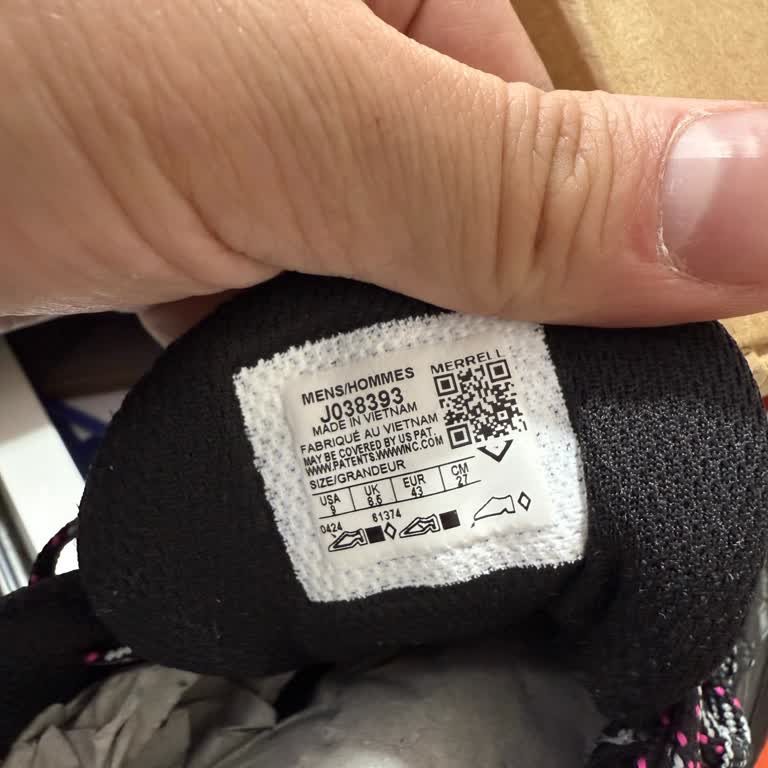 MERRELL
MENS/HOMMES
J038393
MADE IN VIETNAM
FABRIQUÉ AU VIETNAM
MAY BE COVERED BY US PAT.
WWW.PATENTS.WWWINC.COM
SIZE/GRANDEUR
USA UK EUR CM
9 8.5 43 27
0424 61374